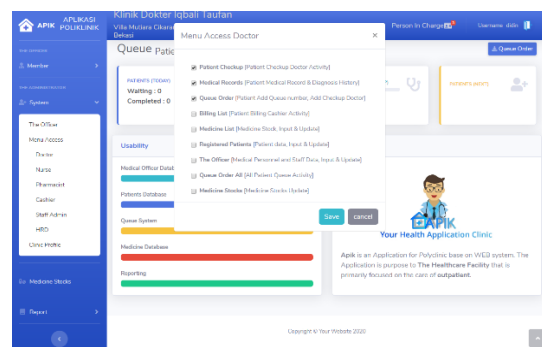 APIK APLIKASI POLIKLINIK
Klinik Dokter Iqbali Taufan
Villa Mutiara Cikarang
Bekasi
Person In Charge
Username : didin
Queue Patie
Queue Order
Member
System
The Officer
Menu Access
Doctor
Nurse
Pharmacist
Cashier
Staff Admin
HRD
Clinic Profile
Medicine Stocks
Report
PATIENTS (TODAY)
Waiting : 0
Completed : 0
Menu Access Doctor
×
Patient Checkup [Patient Checkup Doctor Activity]
Medical Records [Patient Medical Record & Diagnosis History]
Queue Order [Patient Add Queue number, Add Checkup Doctor]
Billing List [Patient Billing Cashier Activity]
Medicine List [Medicine Stock, Input & Update]
Registered Patients [Patient data, Input & Update]
The Officer [Medical Personnel and Staff Data, Input & Update]
Queue Order All [All Patient Queue Activity]
Medicine Stocks [Medicine Stocks Update]
Save
cancel
Usability
Medical Officer Datab
Patients Database
Queue System
Medicine Database
Reporting
APIK
Your Health Application Clinic
Apik is an Application for Polyclinic base on WEB system. The
Application is purpose to The Healthcare Facility that is
primarily focused on the care of outpatient.
Copyright © Your Website 2020